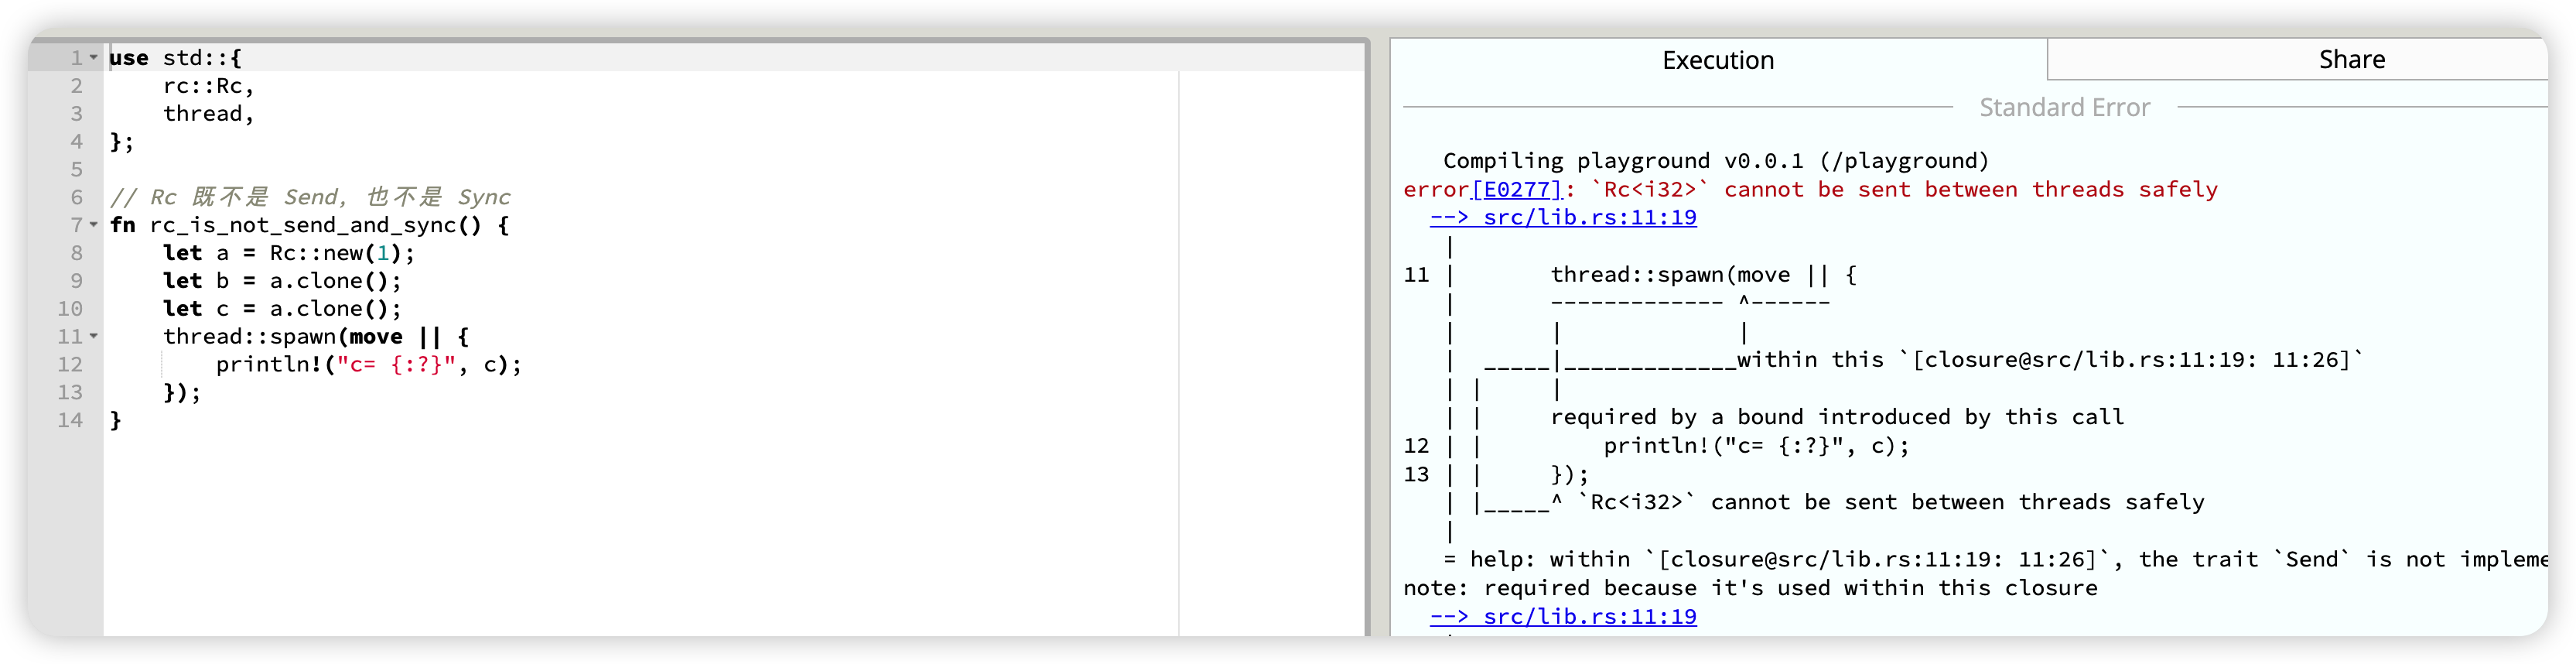 1 use std::{
2     rc::Rc,
3     thread,
4 };
5
6 // Rc 既不是 Send, 也不是 Sync
7 fn rc_is_not_send_and_sync() {
8     let a = Rc::new(1);
9     let b = a.clone();
10     let c = a.clone();
11     thread::spawn(move || {
12         println!("c= {:?}", c);
13     });
14 }
Execution
Share
Standard Error
   Compiling playground v0.0.1 (/playground)
error[E0277]: `Rc<i32>` cannot be sent between threads safely
  --> src/lib.rs:11:19
   |
11 |       thread::spawn(move || {
   |       ------------- ^------
   |       |             |
   |  _____|_____________within this `[closure@src/lib.rs:11:19: 11:26]`
   | |     |
   | |     required by a bound introduced by this call
12 | |         println!("c= {:?}", c);
13 | |     });
   | |_____^ `Rc<i32>` cannot be sent between threads safely
   |
   = help: within `[closure@src/lib.rs:11:19: 11:26]`, the trait `Send` is not impleme
note: required because it's used within this closure
  --> src/lib.rs:11:19